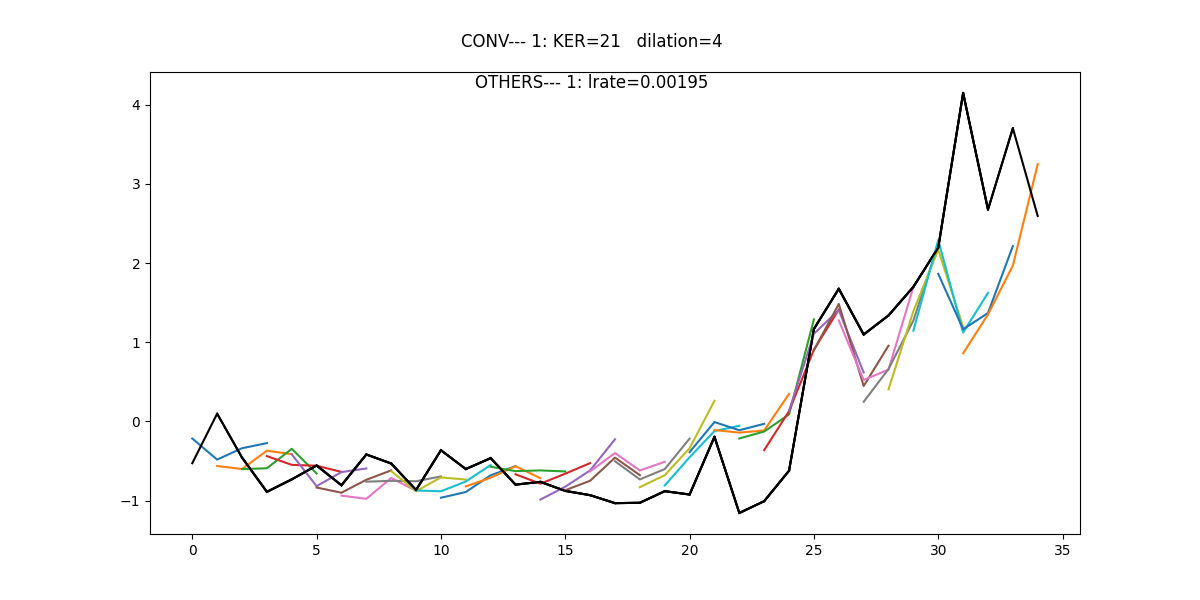 CONV--- 1: KER=21 dilation=4
OTHERS--- 1: lrate=0.00195
4
3
2
1
0
−1
0 5 10 15 20 25 30 35